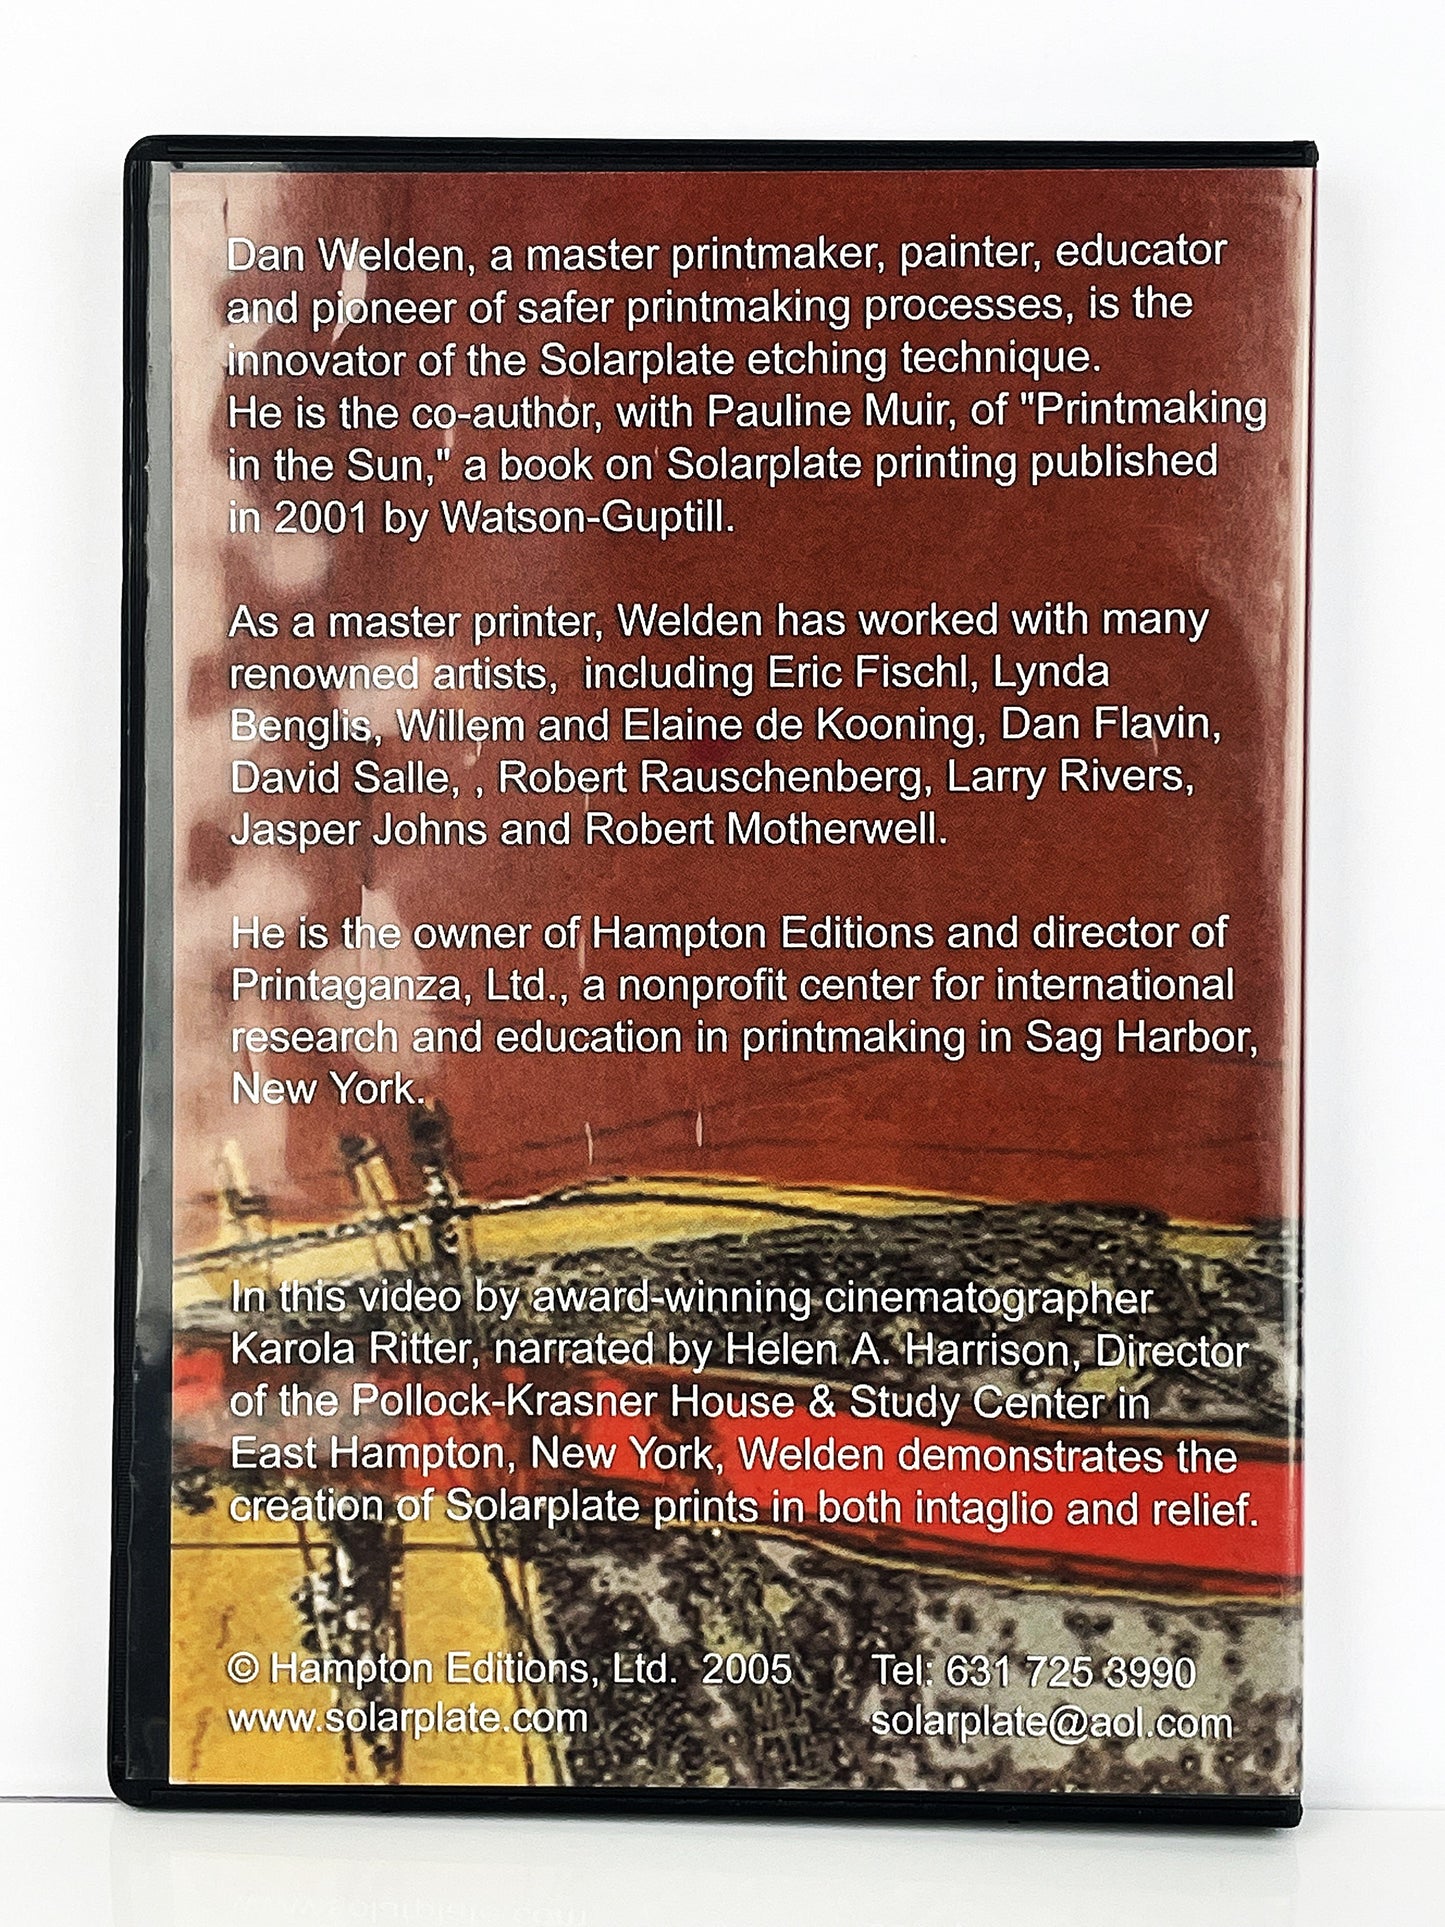 Dan Welden, a master printmaker, painter, educator
and pioneer of safer printmaking processes, is the
innovator of the Solarplate etching technique.
He is the co-author, with Pauline Muir, of "Printmaking
in the Sun," a book on Solarplate printing published
in 2001 by Watson-Guptill.
As a master printer, Welden has worked with many
renowned artists,  including Eric Fischl, Lynda
Benglis, Willem and Elaine de Kooning, Dan Flavin,
David Salle, , Robert Rauschenberg, Larry Rivers,
Jasper Johns and Robert Motherwell.
He is the owner of Hampton Editions and director of
Printaganza, Ltd., a nonprofit center for international
research and education in printmaking in Sag Harbor,
New York.
In this video by award-winning cinematographer
Karola Ritter, narrated by Helen A. Harrison, Director
of the Pollock-Krasner House & Study Center in
East Hampton, New York, Welden demonstrates the
creation of Solarplate prints in both intaglio and relief.
© Hampton Editions, Ltd.  2005
www.solarplate.com
Tel: 631 725 3990
solarplate@aol.com